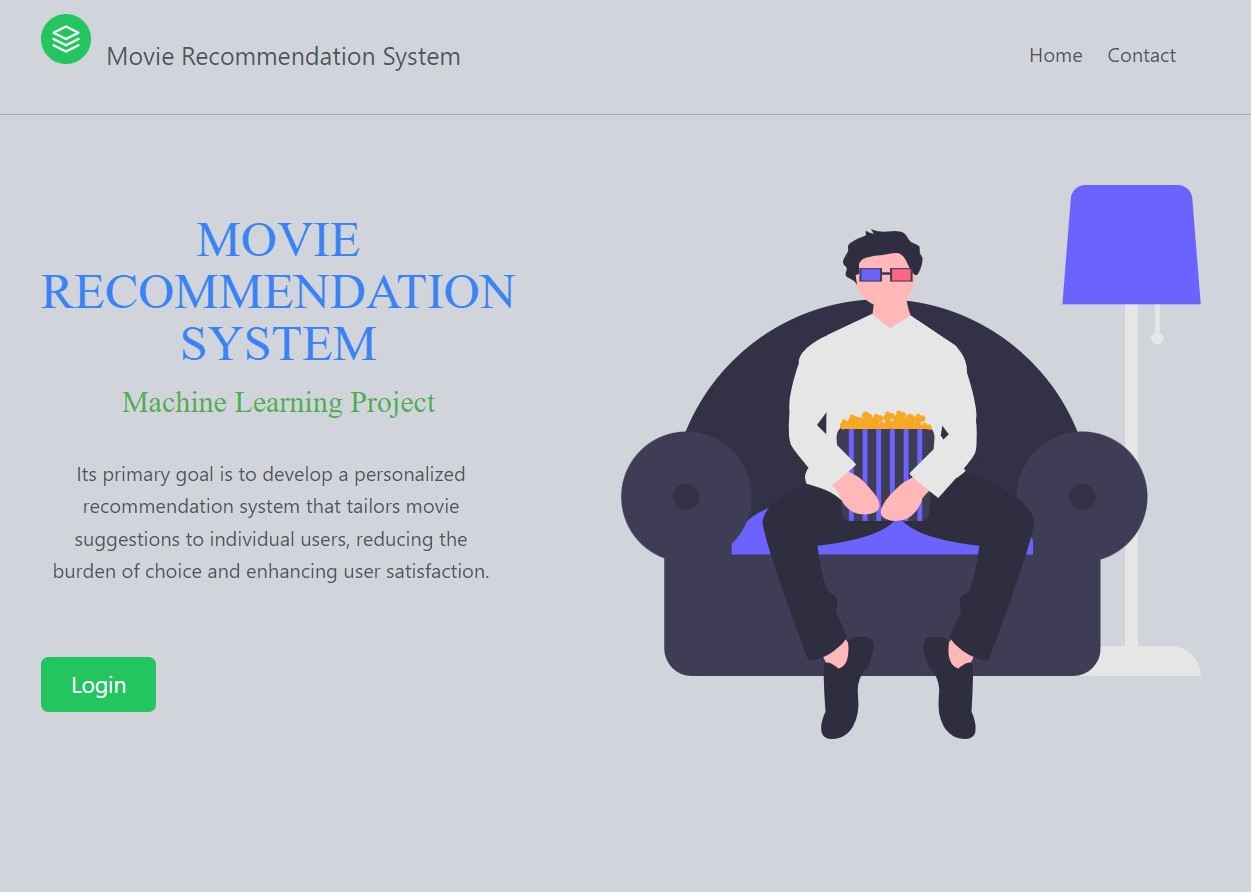 Movie Recommendation System
Home Contact
MOVIE
RECOMMENDATION
SYSTEM
Machine Learning Project
Its primary goal is to develop a personalized
recommendation system that tailors movie
suggestions to individual users, reducing the
burden of choice and enhancing user satisfaction.
Login